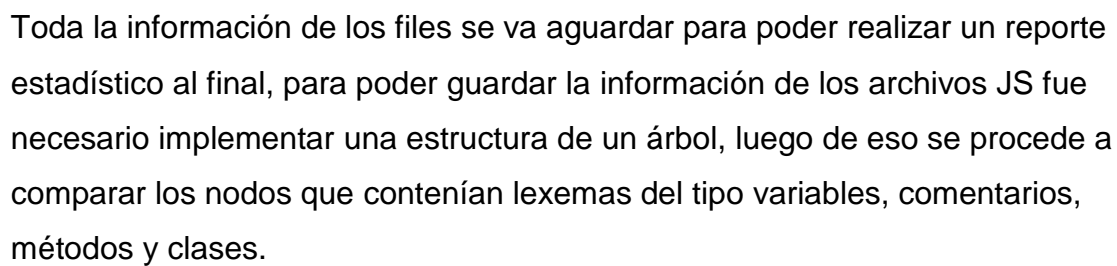 Toda la información de los files se va aguardar para poder realizar un reporte
estadístico al final, para poder guardar la información de los archivos JS fue
necesario implementar una estructura de un árbol, luego de eso se procede a
comparar los nodos que contenían lexemas del tipo variables, comentarios,
métodos y clases.